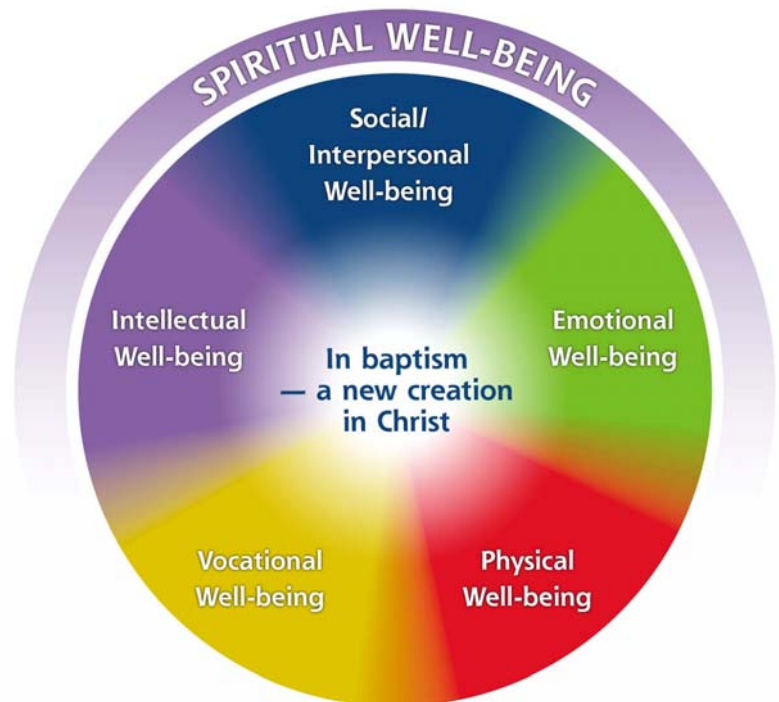 SPIRITUAL WELL-BEING
Social/
Interpersonal
Well-being
Intellectual
Well-being
Emotional
Well-being
In baptism
— a new creation
in Christ
Vocational
Well-being
Physical
Well-being